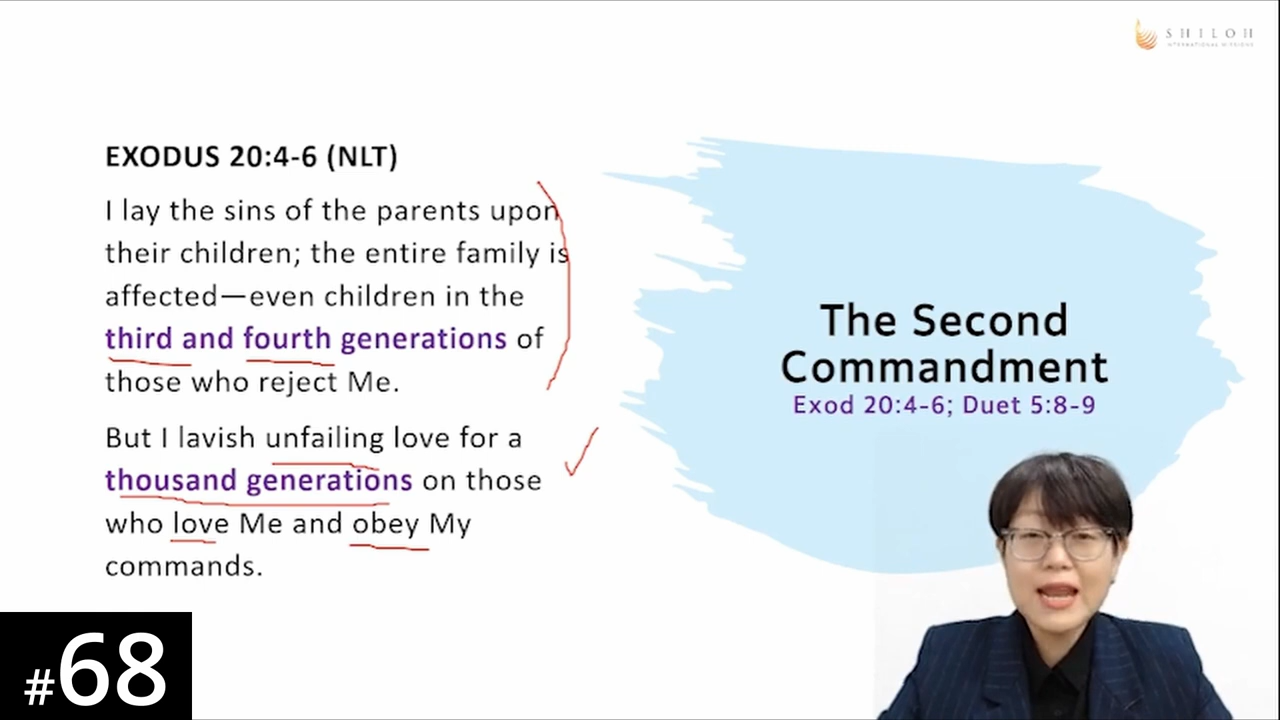 SHILOH
INTERNATIONAL MISSIONS
EXODUS 20:4-6 (NLT)
I lay the sins of the parents upon
their children; the entire family is
affected—even children in the
third and fourth generations of
those who reject Me.
But I lavish unfailing love for a
thousand generations on those
who love Me and obey My
commands.
The Second
Commandment
Exod 20:4-6; Duet 5:8-9
#68